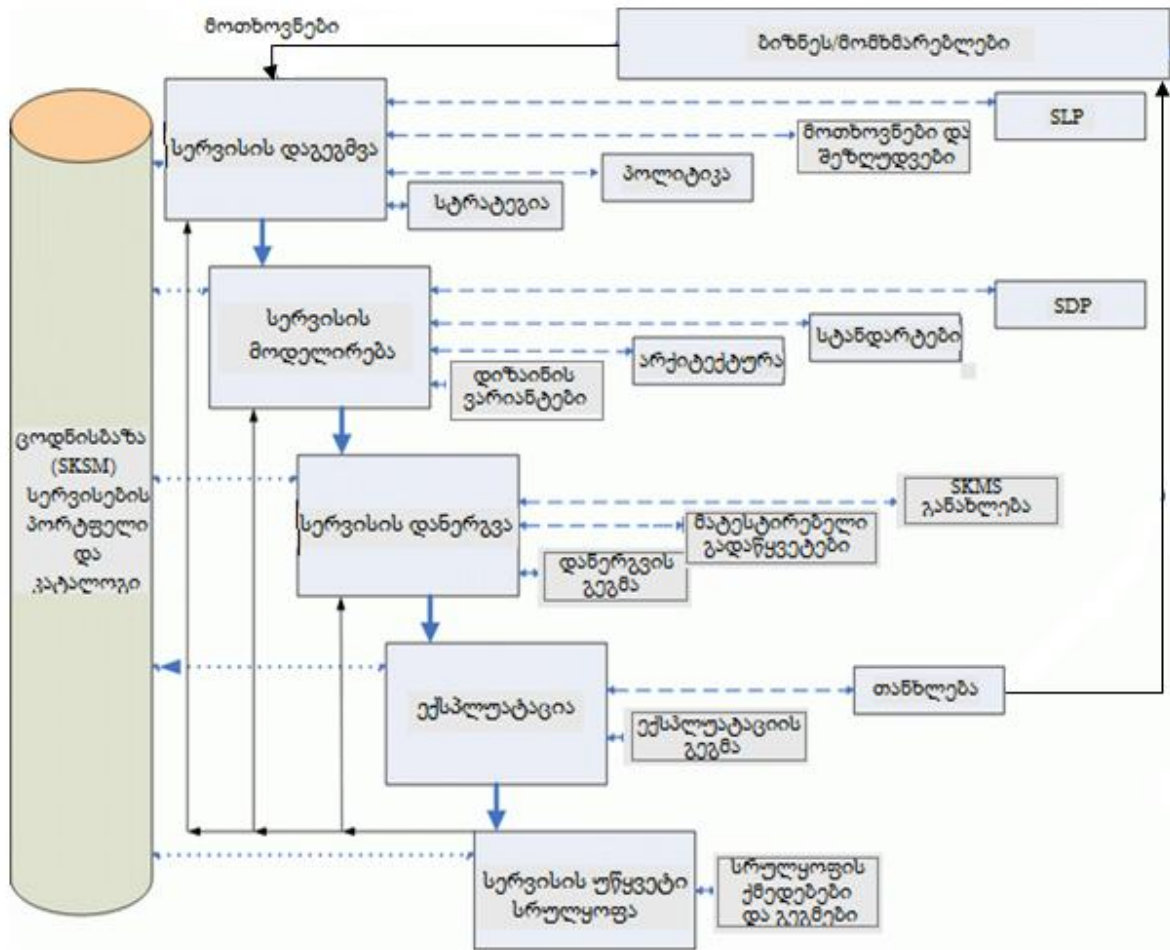 მოთხოვნები
ბიზნეს/მომხმარებლები
სერვისის დაგეგმვა
SLP
მოთხოვნები და
შეზღუდვები
პოლიტიკა
სტრატეგია
სერვისის
მოდელირება
SDP
სტანდარტები
არქიტექტურა
დიზაინის
ვარიანტები
ცოდნისბაზა
(SKSM)
სერვისების
პორტფელი
და
კატალოგი
სერვისის დანერგვა
SKMS
განახლება
მატესტირებელი
გადაწყვეტები
დანერგვის
გეგმა
ექსპლუატაცია
თანხლება
ექსპლუატაციის
გეგმა
სერვისის უწყვეტი
სრულყოფა
სრულყოფის
ქმედებები
და გეგმები